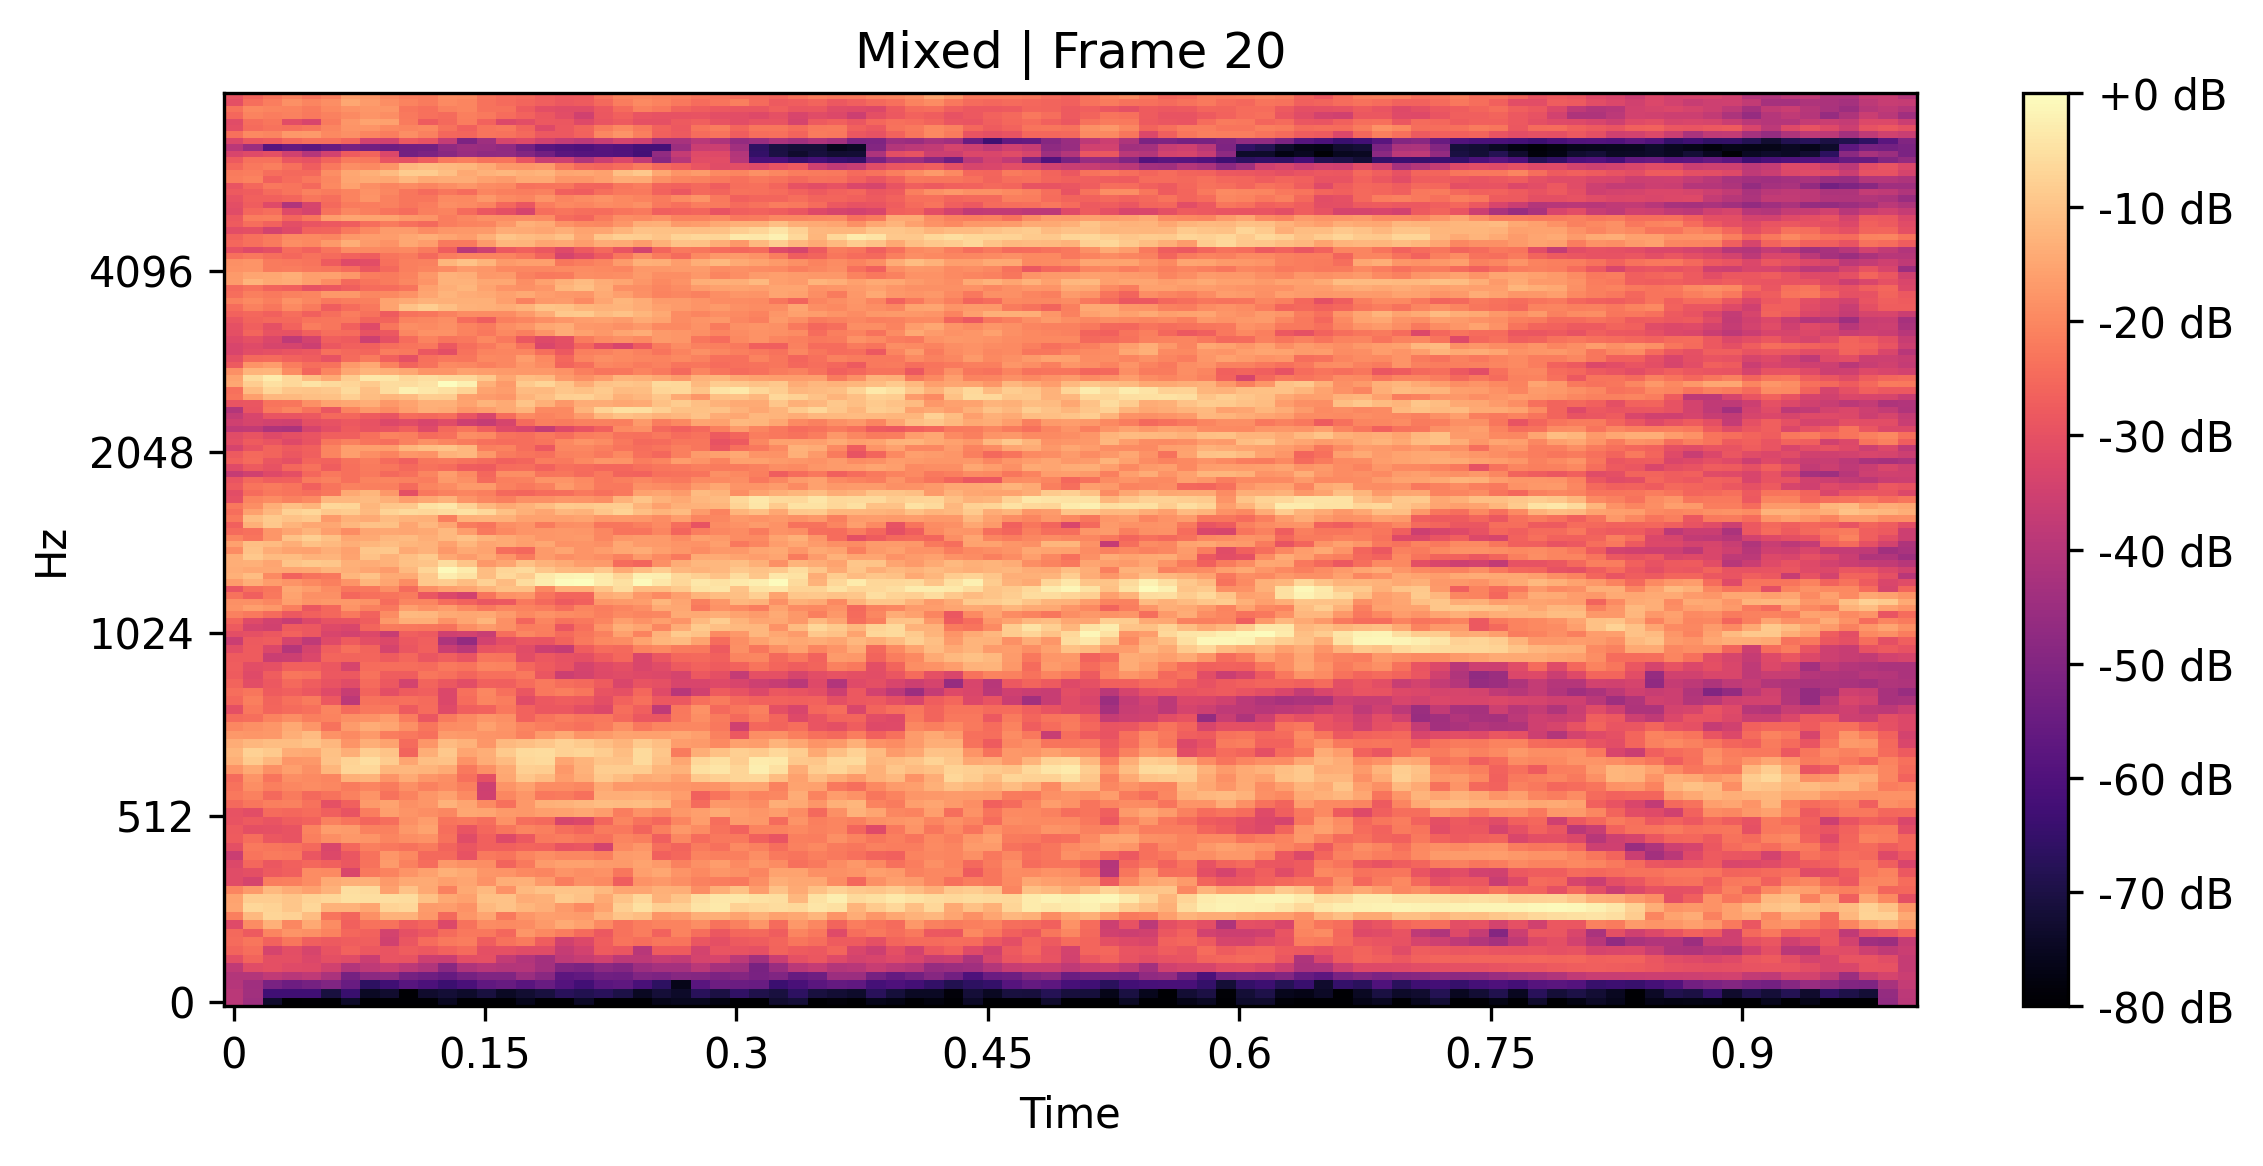 Mixed | Frame 20
+0 dB
-10 dB
-20 dB
-30 dB
-40 dB
-50 dB
-60 dB
-70 dB
-80 dB
Hz
4096
2048
1024
512
0
0 0.15 0.3 0.45 0.6 0.75 0.9
Time